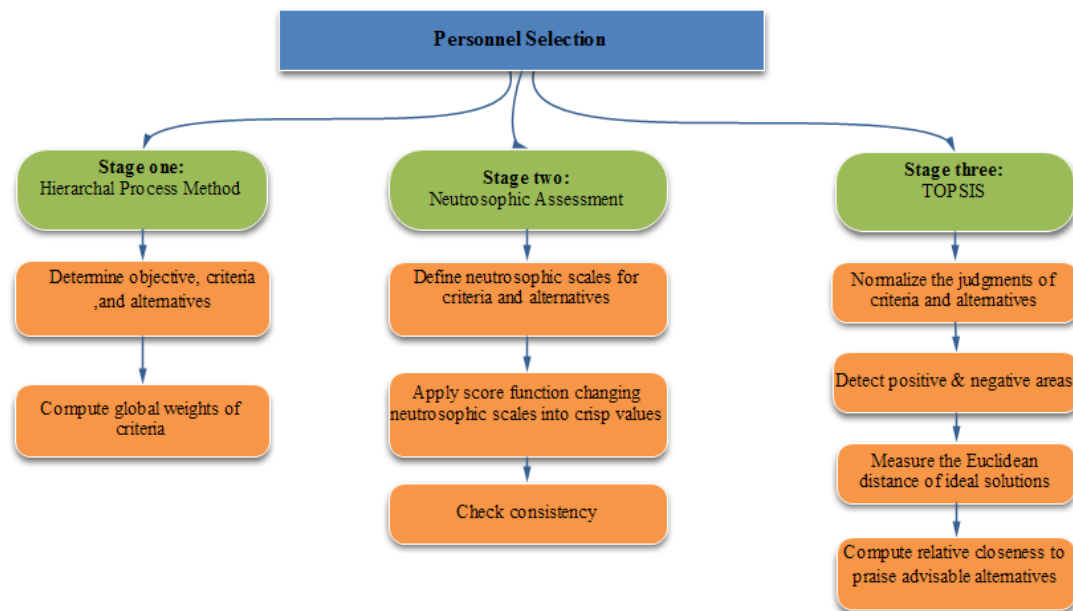 Personnel Selection
Stage one:
Hierarchal Process Method
Determine objective, criteria
,and alternatives
Compute global weights of
criteria
Stage two:
Neutrosophic Assessment
Define neutrosophic scales for
criteria and alternatives
Apply score function changing
neutrosophic scales into crisp values
Check consistency
Stage three:
TOPSIS
Normalize the judgments of
criteria and alternatives
Detect positive & negative areas
Measure the Euclidean
distance of ideal solutions
Compute relative closeness to
praise advisable alternatives